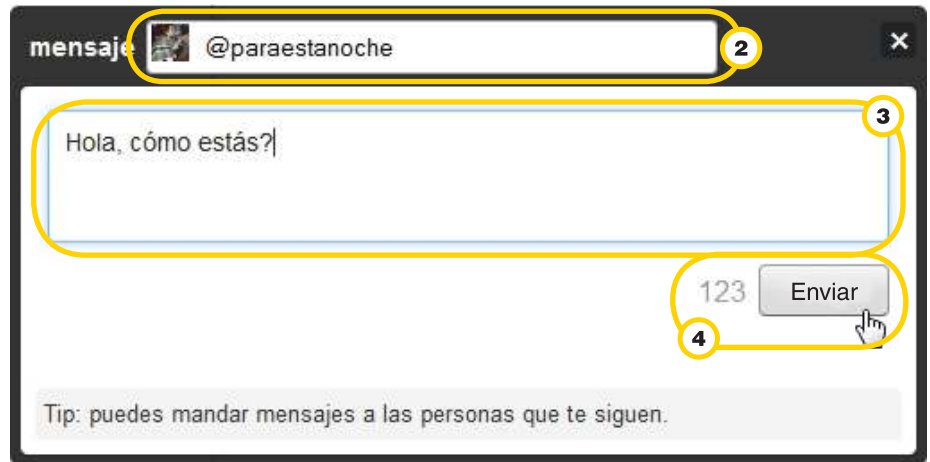 mensaje @paraestanoche 2
3
Hola, cómo estás?
123 Enviar
4
Tip: puedes mandar mensajes a las personas que te siguen.